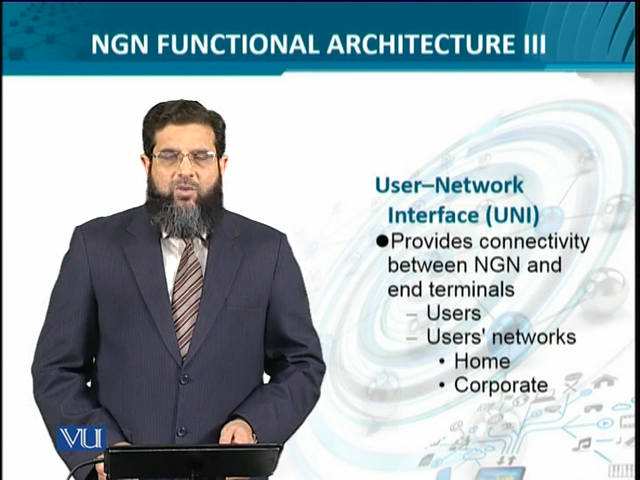 NGN FUNCTIONAL ARCHITECTURE III
User–Network
Interface (UNI)
●Provides connectivity
between NGN and
end terminals
– Users
– Users' networks
• Home
• Corporate
VU